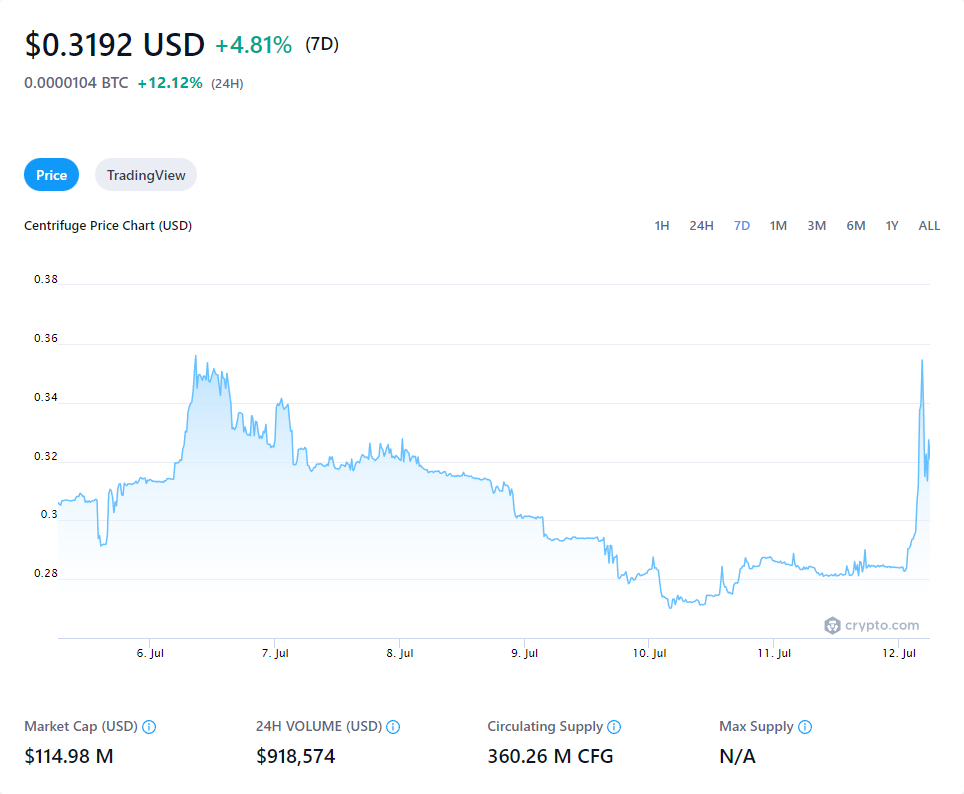 $0.3192 USD +4.81% (7D)
0.0000104 BTC +12.12% (24H)
Price TradingView
Centrifuge Price Chart (USD) 1H 24H 7D 1M 3M 6M 1Y ALL
0.38
0.36
0.34
0.32
0.3
0.28
crypto.com
6. Jul 7. Jul 8. Jul 9. Jul 10. Jul 11. Jul 12. Jul
Market Cap (USD) 24H VOLUME (USD) Circulating Supply Max Supply
$114.98 M $918,574 360.26 M CFG N/A